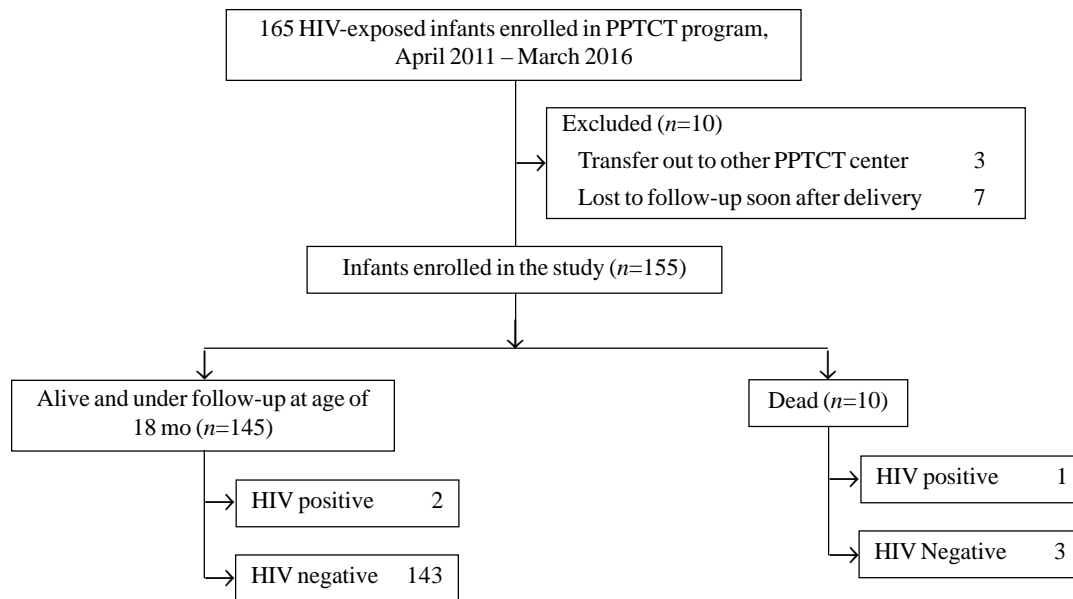 165 HIV-exposed infants enrolled in PPTCT program,
April 2011 – March 2016
Excluded (n=10)
Transfer out to other PPTCT center 3
Lost to follow-up soon after delivery 7
Infants enrolled in the study (n=155)
Alive and under follow-up at age of
18 mo (n=145)
HIV positive 2
HIV negative 143
Dead (n=10)
HIV positive 1
HIV Negative 3